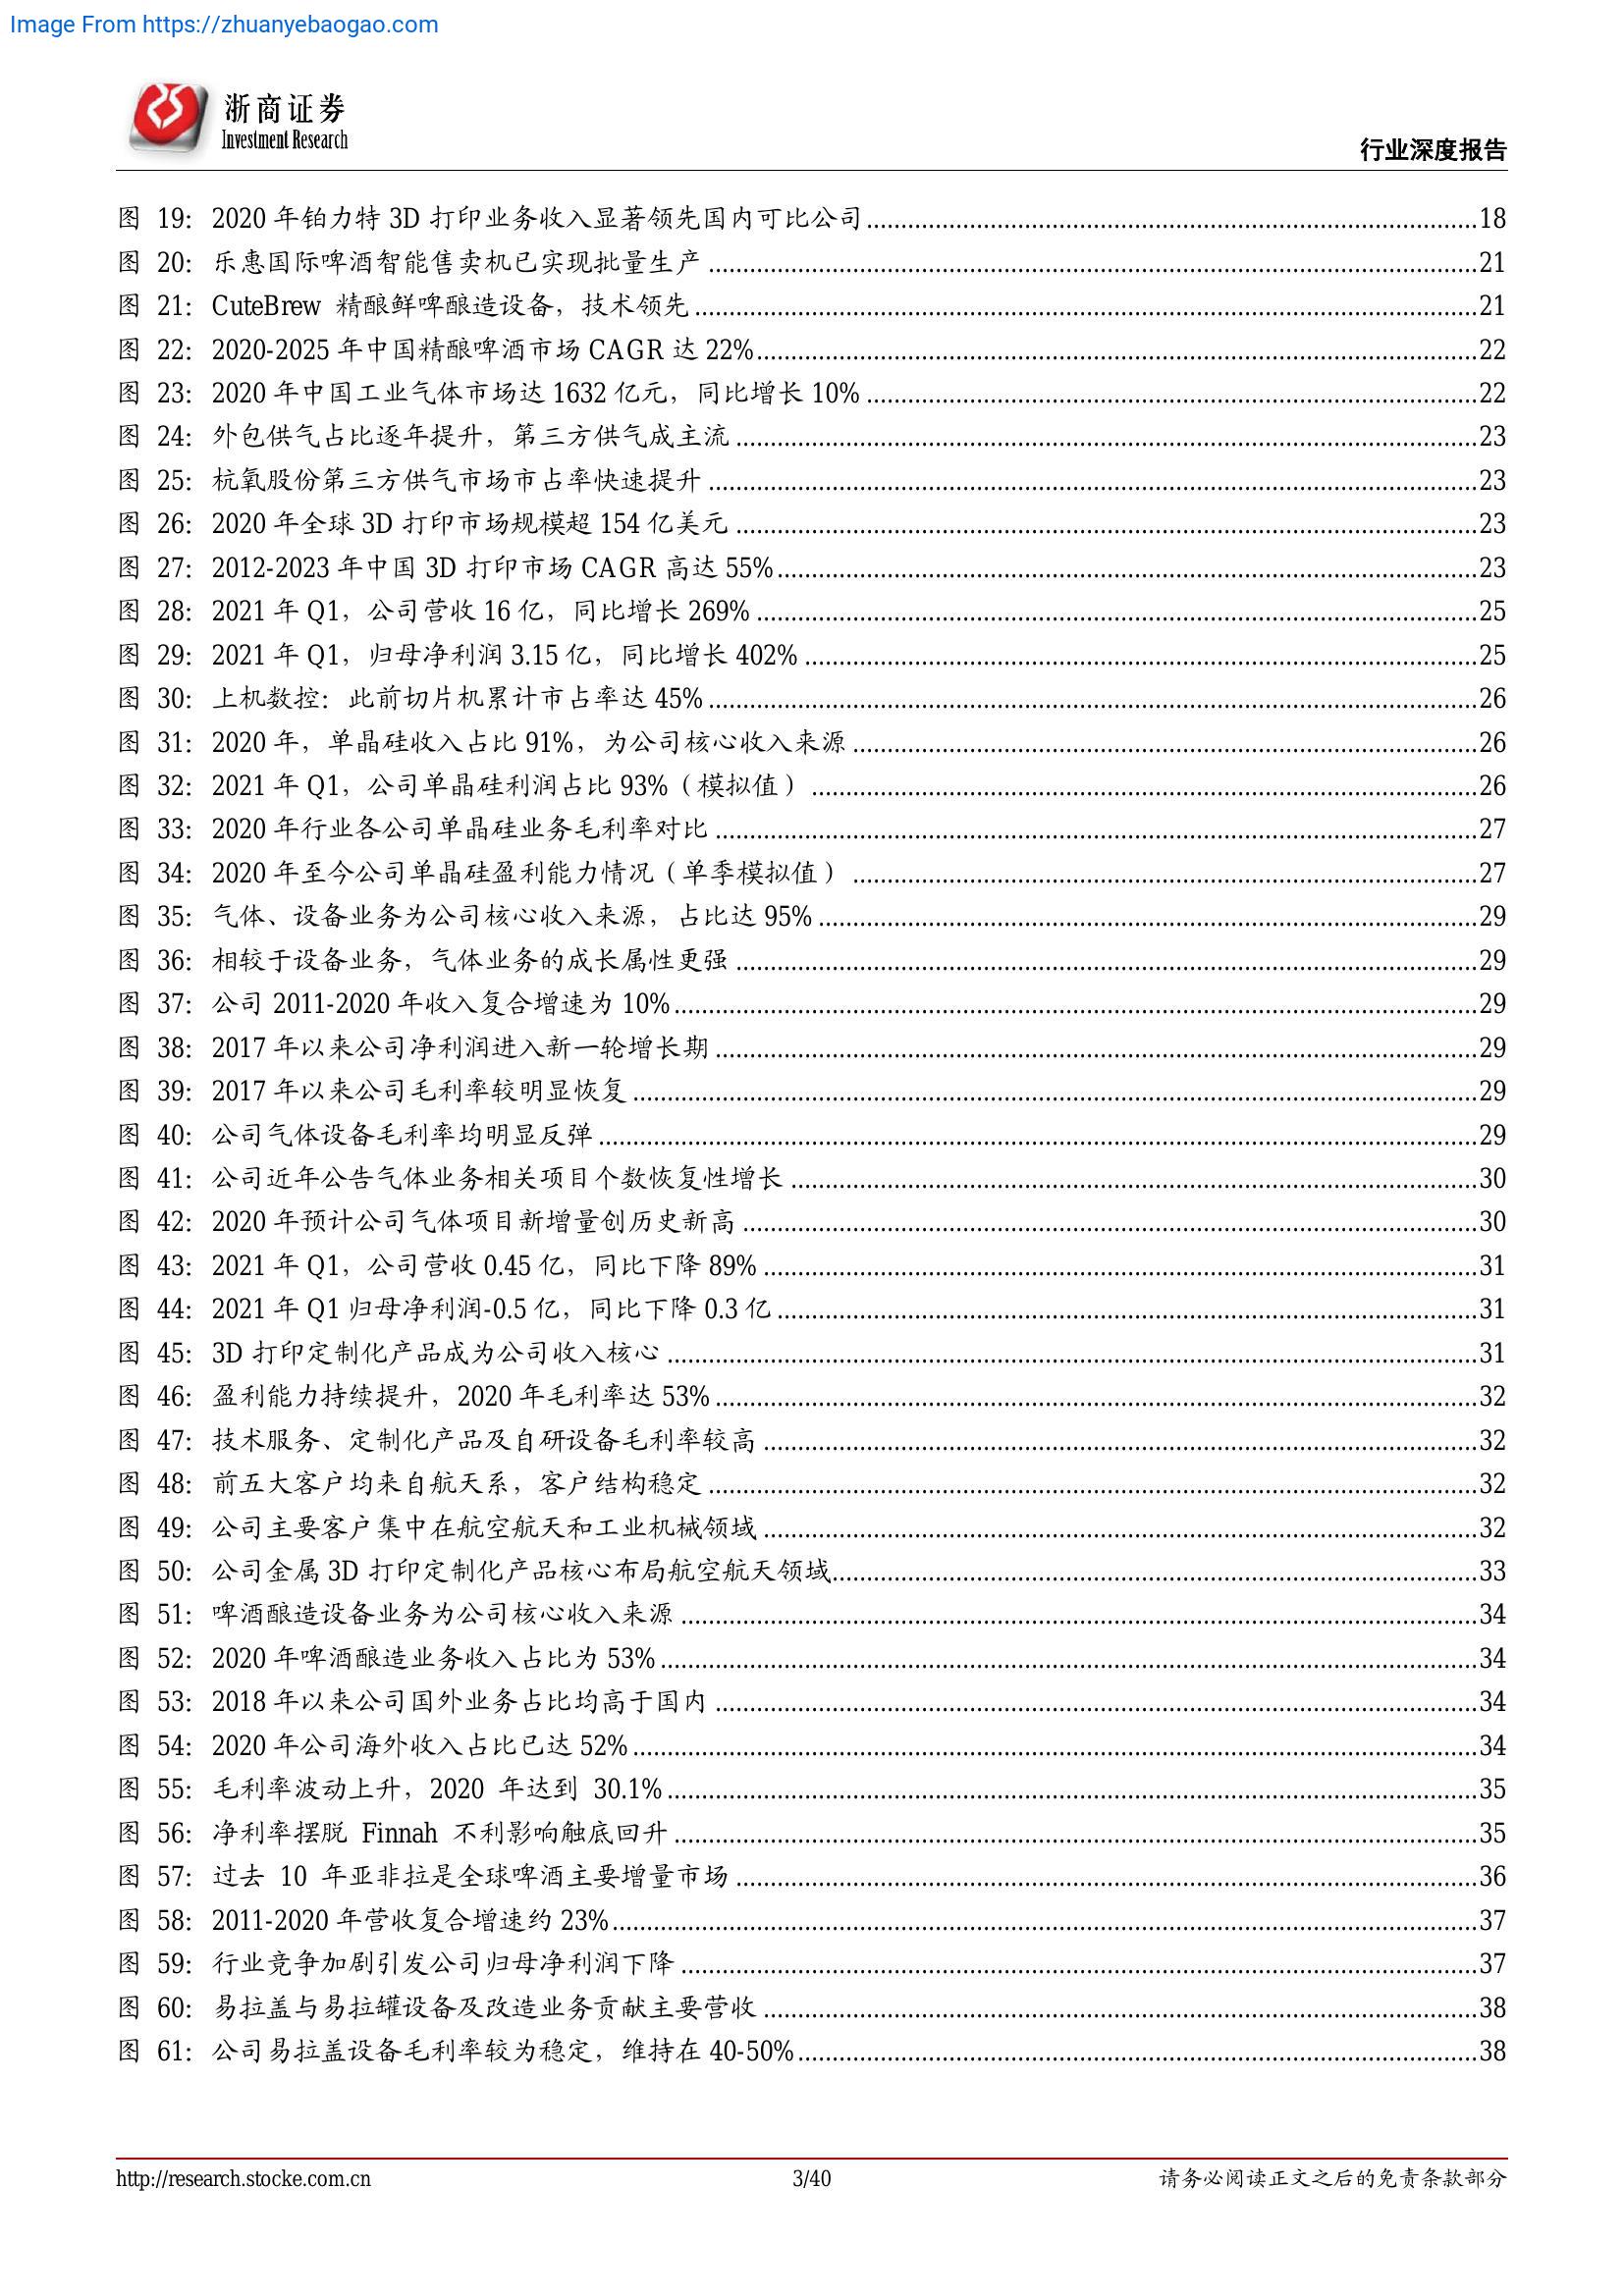 Image From https://zhuanyebaogao.com
浙商证券
Investment Research
行业深度报告
图 19：2020 年铂力特 3D 打印业务收入显著领先国内可比公司 18
图 20：乐惠国际啤酒智能售卖机已实现批量生产 21
图 21：CuteBrew 精酿鲜啤酿造设备，技术领先 21
图 22：2020-2025 年中国精酿啤酒市场 CAGR 达 22% 22
图 23：2020 年中国工业气体市场达 1632 亿元，同比增长 10% 22
图 24：外包供气占比逐年提升，第三方供气成主流 23
图 25：杭氧股份第三方供气市场市占率快速提升 23
图 26：2020 年全球 3D 打印市场规模超 154 亿美元 23
图 27：2012-2023 年中国 3D 打印市场 CAGR 高达 55% 23
图 28：2021 年 Q1，公司营收 16 亿，同比增长 269% 25
图 29：2021 年 Q1，归母净利润 3.15 亿，同比增长 402% 25
图 30：上机数控：此前切片机累计市占率达 45% 26
图 31：2020 年，单晶硅收入占比 91%，为公司核心收入来源 26
图 32：2021 年 Q1，公司单晶硅利润占比 93%（模拟值） 26
图 33：2020 年行业各公司单晶硅业务毛利率对比 27
图 34：2020 年至今公司单晶硅盈利能力情况（单季模拟值） 27
图 35：气体、设备业务为公司核心收入来源，占比达 95% 29
图 36：相较于设备业务，气体业务的成长属性更强 29
图 37：公司 2011-2020 年收入复合增速为 10% 29
图 38：2017 年以来公司净利润进入新一轮增长期 29
图 39：2017 年以来公司毛利率较明显恢复 29
图 40：公司气体设备毛利率均明显反弹 29
图 41：公司近年公告气体业务相关项目个数恢复性增长 30
图 42：2020 年预计公司气体项目新增量创历史新高 30
图 43：2021 年 Q1，公司营收 0.45 亿，同比下降 89% 31
图 44：2021 年 Q1 归母净利润-0.5 亿，同比下降 0.3 亿 31
图 45：3D 打印定制化产品成为公司收入核心 31
图 46：盈利能力持续提升，2020 年毛利率达 53% 32
图 47：技术服务、定制化产品及自研设备毛利率较高 32
图 48：前五大客户均来自航天系，客户结构稳定 32
图 49：公司主要客户集中在航空航天和工业机械领域 32
图 50：公司金属 3D 打印定制化产品核心布局航空航天领域 33
图 51：啤酒酿造设备业务为公司核心收入来源 34
图 52：2020 年啤酒酿造业务收入占比为 53% 34
图 53：2018 年以来公司国外业务占比均高于国内 34
图 54：2020 年公司海外收入占比已达 52% 34
图 55：毛利率波动上升，2020 年达到 30.1% 35
图 56：净利率摆脱 Finnah 不利影响触底回升 35
图 57：过去 10 年亚非拉是全球啤酒主要增量市场 36
图 58：2011-2020 年营收复合增速约 23% 37
图 59：行业竞争加剧引发公司归母净利润下降 37
图 60：易拉盖与易拉罐设备及改造业务贡献主要营收 38
图 61：公司易拉盖设备毛利率较为稳定，维持在 40-50% 38
http://research.stocke.com.cn 3/40 请务必阅读正文之后的免责条款部分